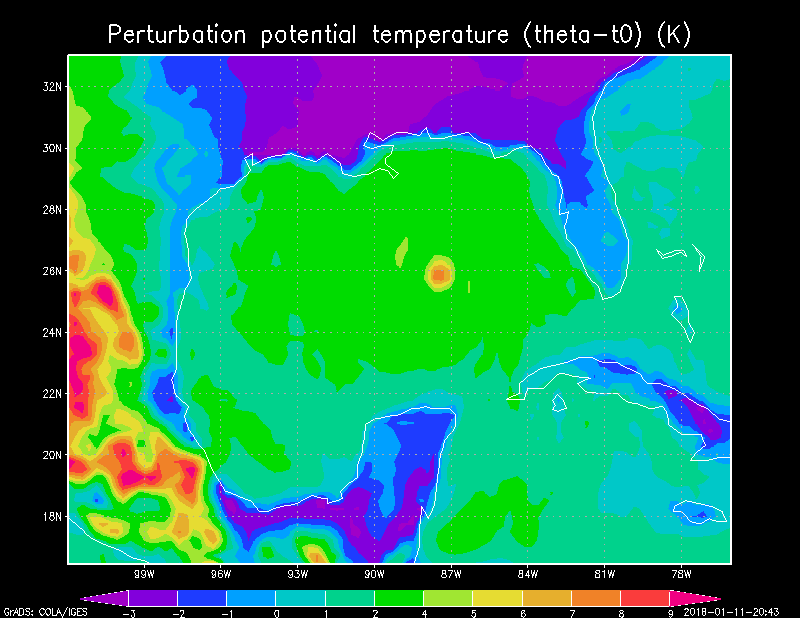 Perturbation potential temperature (theta-t0) (K)
32N
30N
28N
26N
24N
22N
20N
18N
99W 96W 93W 90W 87W 84W 81W 78W
-3 -2 -1 0 1 2 4 5 6 7 8 9
GrADS: COLA/IGES 2018-01-11-20:43